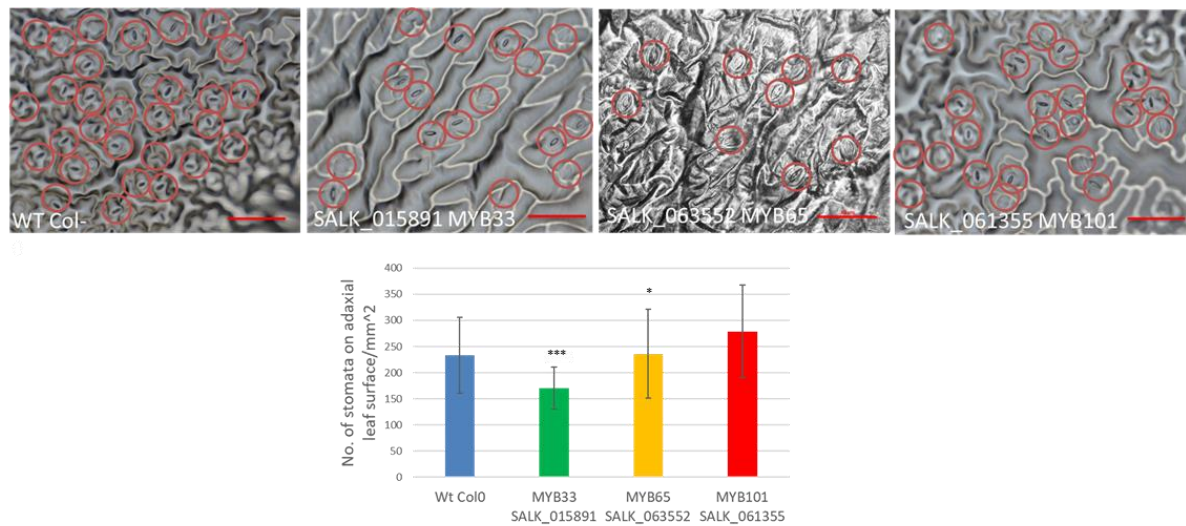 WT Col-
0
SALK_015891 MYB33
SALK_063552 MYB65
SALK_061355 MYB101
No. of stomata on adaxial
leaf surface/mm^2
400
350
300
250
200
150
100
50
0
***
*
Wt Col0
MYB33
SALK_015891
MYB65
SALK_063552
MYB101
SALK_061355